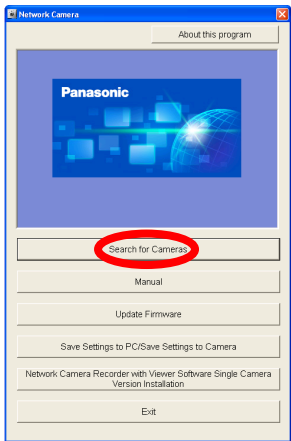 Network Camera
About this program
Panasonic
Search for Cameras
Manual
Update Firmware
Save Settings to PC/Save Settings to Camera
Network Camera Recorder with Viewer Software Single Camera
Version Installation
Exit